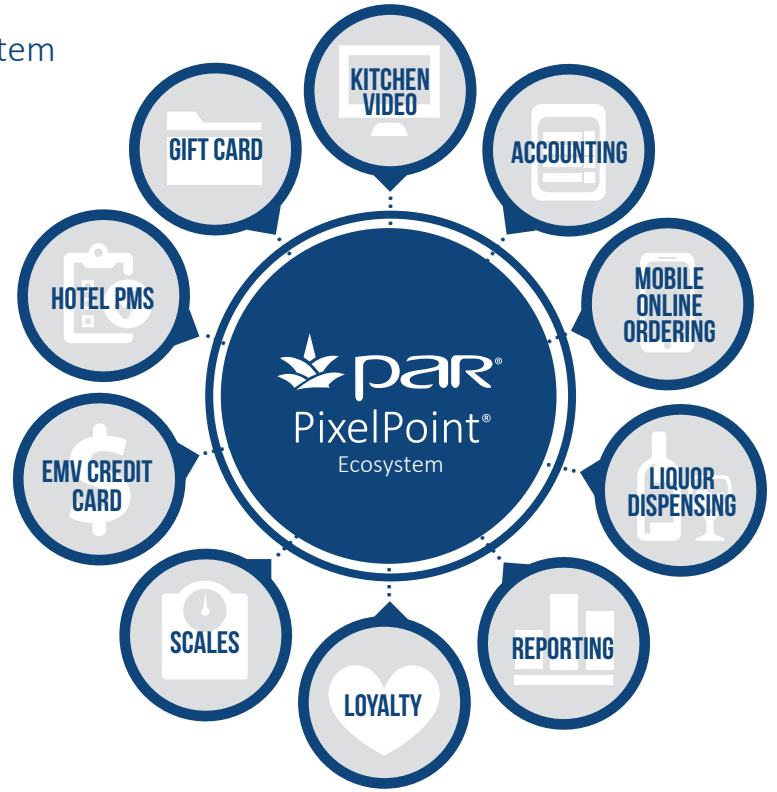 tem
KITCHEN
VIDEO
GIFT CARD
ACCOUNTING
HOTEL PMS
MOBILE
ONLINE
ORDERING
par®
PixelPoint®
Ecosystem
EMV CREDIT
CARD
LIQUOR
DISPENSING
SCALES
REPORTING
LOYALTY